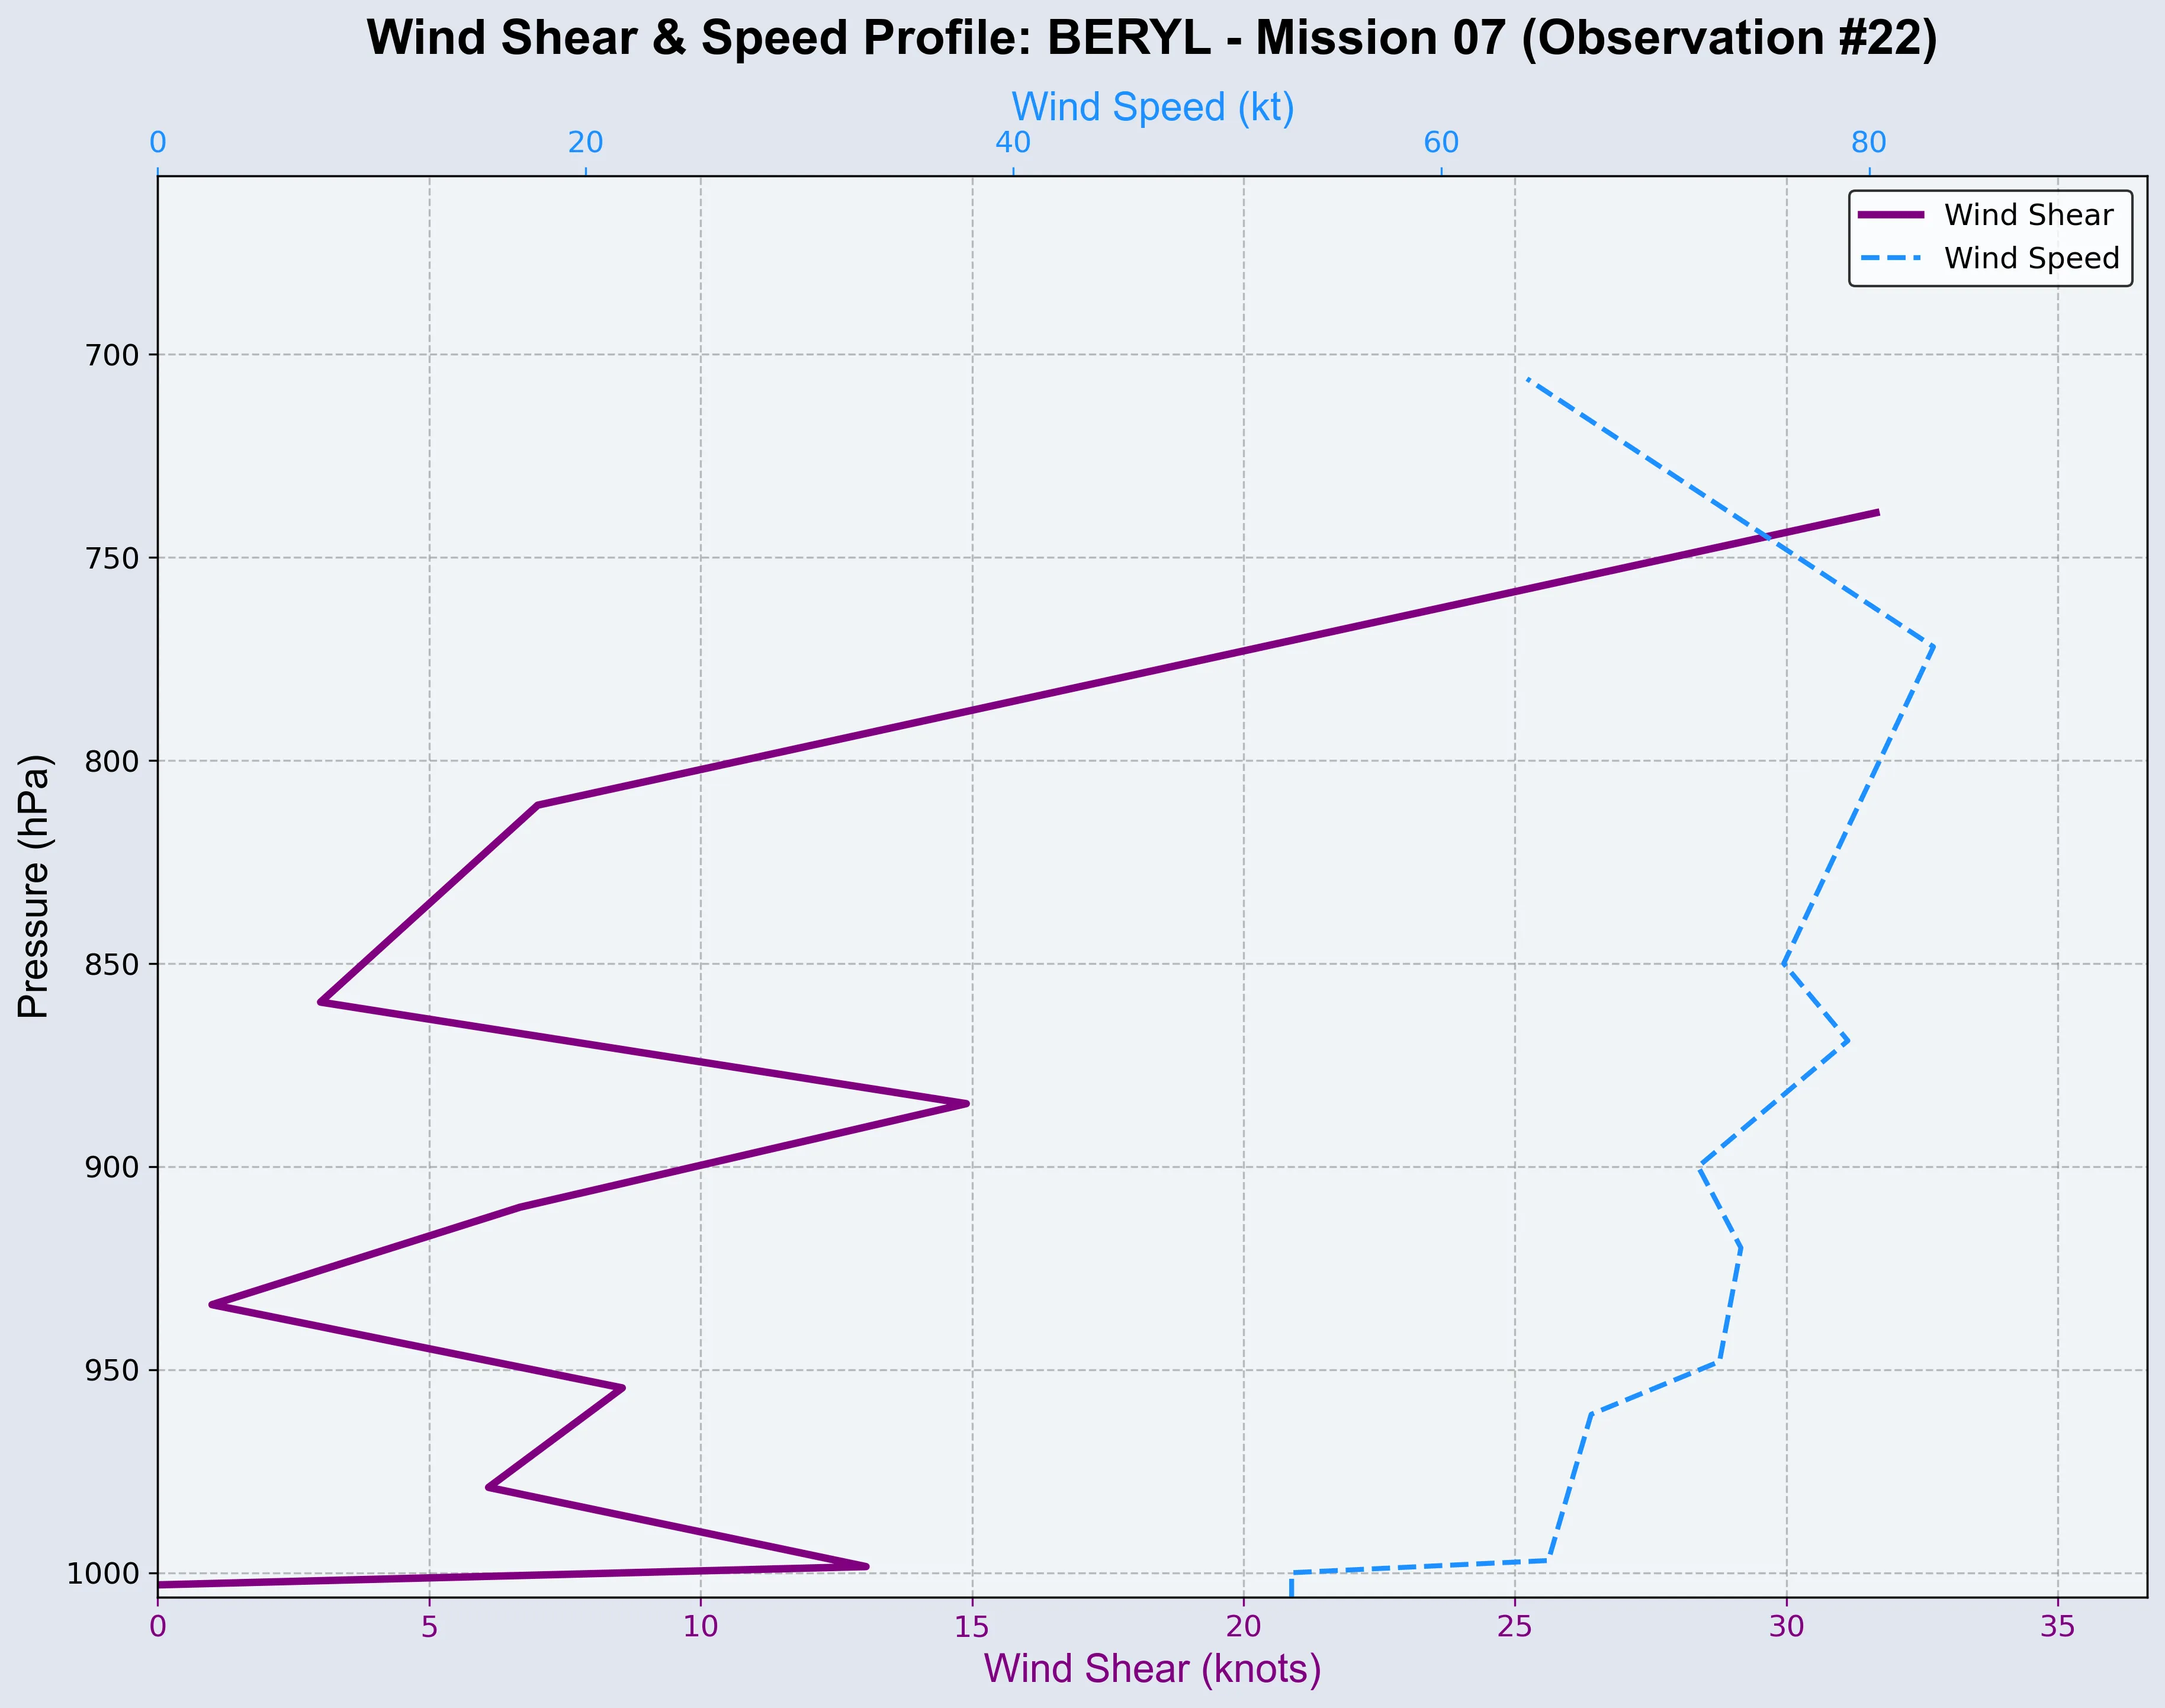 Wind Shear & Speed Profile: BERYL - Mission 07 (Observation #22)
Wind Speed (kt)
0 20 40 60 80
Wind Shear
Wind Speed
700
750
800
850
900
950
1000
Pressure (hPa)
0 5 10 15 20 25 30 35
Wind Shear (knots)